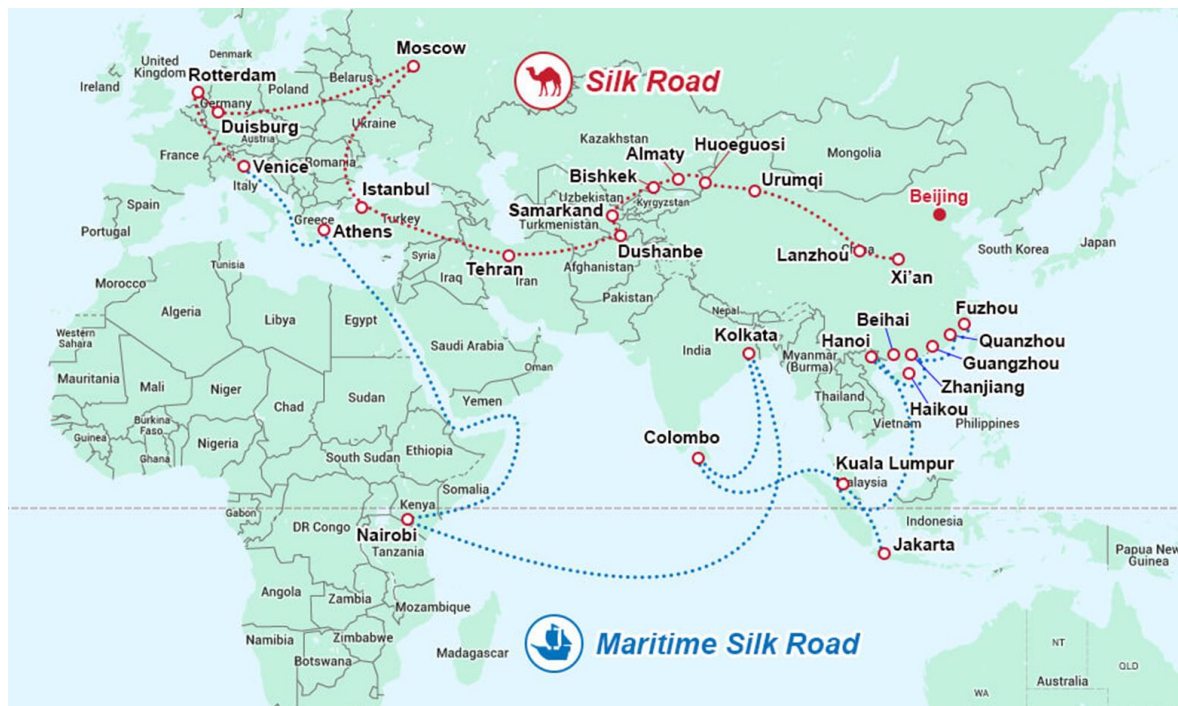 Moscow
Silk Road
United
Kingdom
Denmark
Ireland
Rotterdam
Poland
Belarus
Germany
Duisburg
Ukraine
Kazakhstan
Huoeguosi
Mongolia
Almaty
Austria
France
Venice
Romania
Bishkek
Urumqi
Italy
Istanbul
Uzbekistan
Kyrgyzstan
Beijing
Spain
Samarkand
Greece
Turkey
Turkmenistan
Portugal
Athens
Dushanbe
Lanzhou
China
South Korea
Japan
Syria
Tehran
Afghanistan
Xi'an
Tunisia
Iraq
Iran
Morocco
Pakistan
Nepal
Fuzhou
Algeria
Libya
Egypt
Beihai
Western
Sahara
Kolkata
Hanoi
Quanzhou
Saudi Arabia
India
Myanmar
(Burma)
Guangzhou
Oman
Mauritania
Mali
Niger
Zhanjiang
Sudan
Thailand
Yemen
Chad
Haikou
Burkina
Faso
Vietnam
Philippines
Guinea
Nigeria
Colombo
Ghana
South Sudan
Ethiopia
Kuala Lumpur
Malaysia
Somalia
Kenya
Gabon
DR Congo
Indonesia
Nairobi
Tanzania
Jakarta
Papua New
Guinea
Angola
Zambia
Mozambique
Namibia
Zimbabwe
Botswana
Madagascar
Maritime Silk Road
NT
QLD
Australia
WA